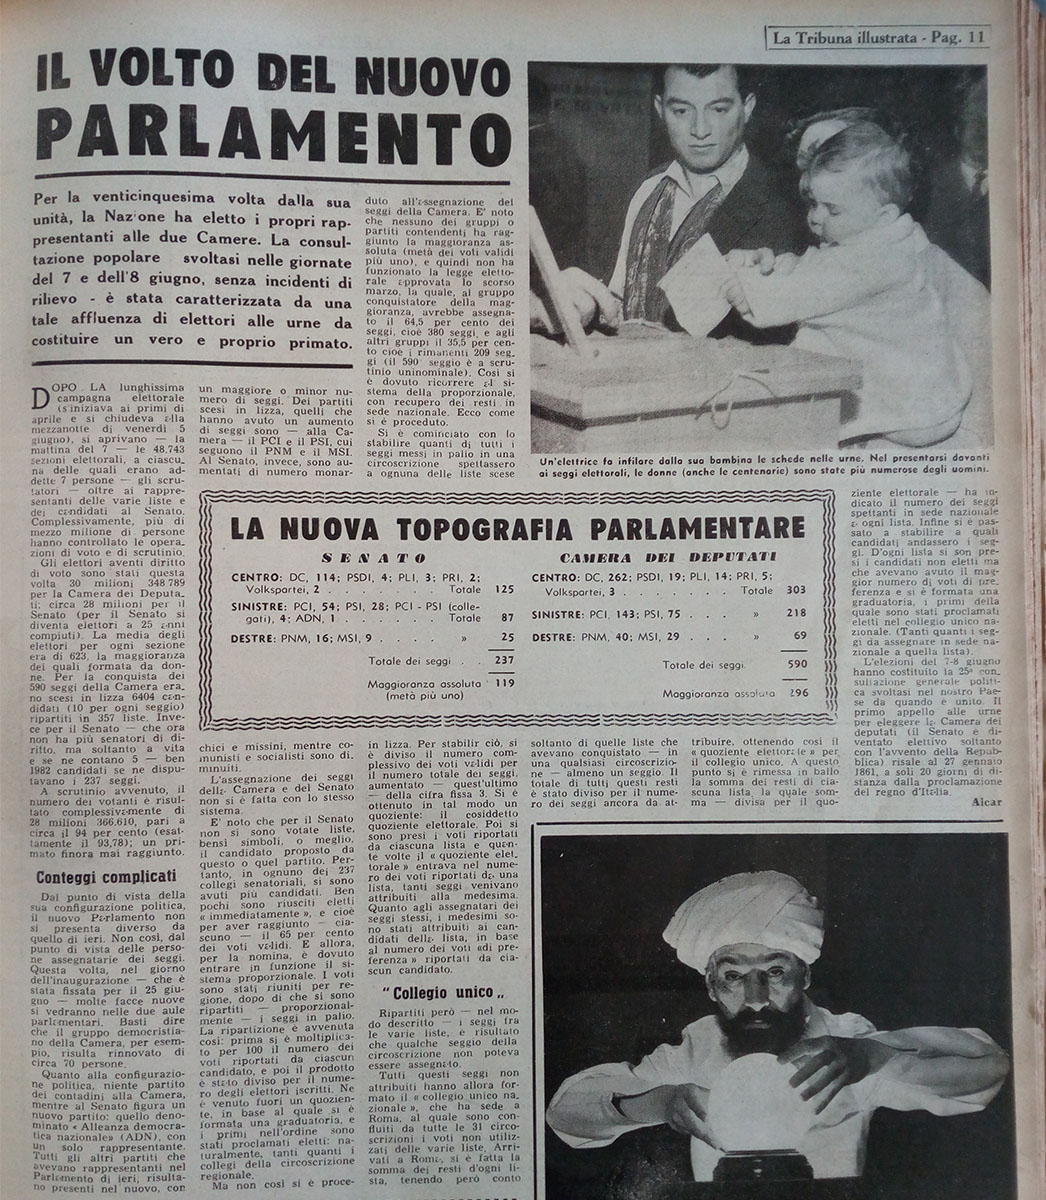 La Tribuna illustrata - Pag. 11
IL VOLTO DEL NUOVO
PARLAMENTO
Per la venticinquesima volta dalla sua
unità, la Nazione ha eletto i propri rap-
presentanti alle due Camere. La consul-
tazione popolare svoltasi nelle giornate
del 7 e dell'8 giugno, senza incidenti di
rilievo - è stata caratterizzata da una
tale affluenza di elettori alle urne da
costituire un vero e proprio primato.
DOPO LA lunghissima
campagna elettorale
(s'iniziava ai primi di
aprile e si chiudeva alla
mezzanotte di venerdì 5
giugno), si aprivano — la
mattina del 7 — le 48.743
sezioni elettorali, a ciascu-
na delle quali erano ad-
dette 7 persone — gli scru-
tatori — oltre ai rappre-
sentanti delle varie liste e
dei candidati al Senato.
Complessivamente, più di
mezzo milione di persone
hanno controllato le opera-
zioni di voto e di scrutinio.
Gli elettori aventi diritto
di voto sono stati questa
volta 30 milioni 348 789
per la Camera dei Deputa-
ti; circa 28 milioni per il
Senato (per il Senato si
diventa elettori a 25 anni
compiuti). La media degli
elettori per ogni sezione
era di 623, la maggioranza
dei quali formata da don-
ne. Per la conquista dei
590 seggi della Camera era-
no scesi in lizza 6404 can-
didati (10 per ogni seggio)
ripartiti in 357 liste. Inve-
ce per il Senato — che ora
non ha più senatori di di-
ritto, ma soltanto a vita
e se ne contano 5 — ben
1982 candidati se ne dispu-
tavano i 237 seggi.
A scrutinio avvenuto, il
numero dei votanti è risul-
tato complessivamente di
28 milioni 366.610, pari a
circa il 94 per cento (esat-
tamente il 93,78); un pri-
mato finora mai raggiunto.
Conteggi complicati
Dal punto di vista della
sua configurazione politica,
il nuovo Parlamento non
si presenta diverso da
quello di ieri. Non così, dal
punto di vista delle perso-
ne assegnatarie dei seggi.
Questa volta, nel giorno
dell'inaugurazione — che è
stata fissata per il 25 giu-
gno — molte facce nuove
si vedranno nelle due aule
parlamentari. Basti dire
che il gruppo democristia-
no della Camera, per esem-
pio, risulta rinnovato di
circa 70 persone.
Quanto alla configurazio-
ne politica, niente partito
dei contadini alla Camera,
mentre al Senato figura un
nuovo partito: quello deno-
minato « Alleanza democra-
tica nazionale» (ADN), con
un solo rappresentante.
Tutti gli altri partiti che
avevano rappresentanti nel
Parlamento di ieri, risulta-
no presenti nel nuovo, con
un maggiore o minor nu-
mero di seggi. Dei partiti
scesi in lizza, quelli che
hanno avuto un aumento
di seggi sono — alla Ca-
mera — il PCI e il PSI, cui
seguono il PNM e il MSI.
Al Senato, invece, sono au-
mentati di numero monar-
chici e missini, mentre co-
munisti e socialisti sono di-
minuiti.
L'assegnazione dei seggi
della Camera e del Senato
non si è fatta con lo stesso
sistema.
E' noto che per il Senato
non si sono votate liste,
bensì simboli, o meglio,
il candidato proposto da
questo o quel partito. Per-
tanto, in ognuno dei 237
collegi senatoriali, si sono
avuti più candidati. Ben
pochi sono riusciti eletti
« immediatamente », e cioè
per aver raggiunto — cia-
scuno — il 65 per cento
dei voti validi. E allora,
per la nomina, è dovuto
entrare in funzione il si-
stema proporzionale. I voti
sono stati riuniti per re-
gione, dopo di che si sono
ripartiti — proporzional-
mente — i seggi in palio.
La ripartizione è avvenuta
così: prima si è moltiplica-
to per 100 il numero dei
voti riportati da ciascun
candidato, e poi il prodotto
è stato diviso per il nume-
ro degli elettori iscritti. Ne
è venuto fuori un quozien-
te, in base al quale si è
formata una graduatoria, e
i primi nell'ordine sono
stati proclamati eletti: na-
turalmente, tanti quanti i
collegi della circoscrizione
regionale.
Ma non così si è proce-
duto all'assegnazione dei
seggi della Camera. E' noto
che nessuno dei gruppi o
partiti contendenti ha rag-
giunto la maggioranza as-
soluta (metà dei voti validi
più uno), e quindi non ha
funzionato la legge eletto-
rale approvata lo scorso
marzo, la quale, al gruppo
conquistatore della mag-
gioranza, avrebbe assegna-
to il 64,5 per cento dei
seggi, cioè 380 seggi, e agli
altri gruppi il 35,5 per cen-
to cioè i rimanenti 209 seg-
gi (il 590° seggio è a scru-
tinio uninominale). Così si
è dovuto ricorrere al si-
stema della proporzionale,
con recupero dei resti in
sede nazionale. Ecco come
si è proceduto.
Si è cominciato con lo
stabilire quanti di tutti i
seggi messi in palio in una
circoscrizione spettassero
a ognuna delle liste scese
in lizza. Per stabilir ciò, si
è diviso il numero com-
plessivo dei voti validi per
il numero totale dei seggi,
aumentato — quest'ultimo
— della cifra fissa 3. Si è
ottenuto in tal modo un
quoziente: il cosiddetto
quoziente elettorale. Poi si
sono presi i voti riportati
da ciascuna lista e quan-
te volte il « quoziente elet-
torale » entrava nel nume-
ro dei voti riportati da una
lista, tanti seggi venivano
attribuiti alla medesima.
Quanto agli assegnatari dei
seggi stessi, i medesimi so-
no stati attribuiti ai can-
didati della lista, in base
al numero dei voti «di pre-
ferenza » riportati da cia-
scun candidato.
"Collegio unico„
Ripartiti però — nel mo-
do descritto — i seggi fra
le varie liste, è risultato
che qualche seggio della
circoscrizione non poteva
essere assegnato.
Tutti questi seggi non
attribuiti hanno allora for-
mato il « collegio unico na-
zionale », che ha sede a
Roma, al quale sono con-
fluiti da tutte le 31 circo-
scrizioni i voti non utiliz-
zati delle varie liste. Arri-
vati a Roma, si è fatta la
somma dei resti d'ogni li-
sta, tenendo però conto
soltanto di quelle liste che
avevano conquistato — in
una qualsiasi circoscrizio-
ne — almeno un seggio. Il
totale di tutti questi resti
è stato diviso per il nume-
ro dei seggi ancora da at-
tribuire, ottenendo così il
« quoziente elettorale » per
il collegio unico. A questo
punto si è rimessa in ballo
la somma dei resti di cia-
scuna lista, la quale som-
ma — divisa per il quo-
ziente elettorale — ha in-
dicato il numero dei seggi
spettanti in sede nazionale
a ogni lista. Infine si è pas-
sato a stabilire a quali
candidati andassero i seg-
gi. D'ogni lista si son pre-
si i candidati non eletti ma
che avevano avuto il mag-
gior numero di voti di pre-
ferenza e si è formata una
graduatoria, i primi della
quale sono stati proclamati
eletti nel collegio unico na-
zionale. (Tanti quanti i seg-
gi da assegnare in sede na-
zionale a quella lista).
L'elezioni del 7-8 giugno
hanno costituito la 25ª con-
sultazione generale politi-
ca svoltasi nel nostro Pae-
se da quando è unito. Il
primo appello alle urne
per eleggere la Camera dei
deputati (il Senato è di-
ventato elettivo soltanto
con l'avvento della Repub-
blica) risale al 27 gennaio
1861, a soli 20 giorni di di-
stanza dalla proclamazione
del regno d'Italia.
Alcar
Un'elettrice fa infilare dalla sua bambina le schede nelle urne. Nel presentarsi davanti
ai seggi elettorali, le donne (anche le centenarie) sono state più numerose degli uomini.
LA NUOVA TOPOGRAFIA PARLAMENTARE
SENATO
CENTRO: DC, 114; PSDI, 4; PLI, 3; PRI, 2;
Volkspartei, 2 . . . . . Totale 125
SINISTRE: PCI, 54; PSI, 28; PCI - PSI (colle-
gati), 4; ADN, 1 . . . . Totale 87
DESTRE: PNM, 16; MSI, 9 . . . . » 25
Totale dei seggi . . 237
Maggioranza assoluta 119
(metà più uno)
CAMERA DEI DEPUTATI
CENTRO: DC, 262; PSDI, 19; PLI, 14; PRI, 5;
Volkspartei, 3 . . . . . Totale 303
SINISTRE: PCI, 143; PSI, 75 . . . . » 218
DESTRE: PNM, 40; MSI, 29 . . . . » 69
Totale dei seggi. 590
Maggioranza assoluta 296